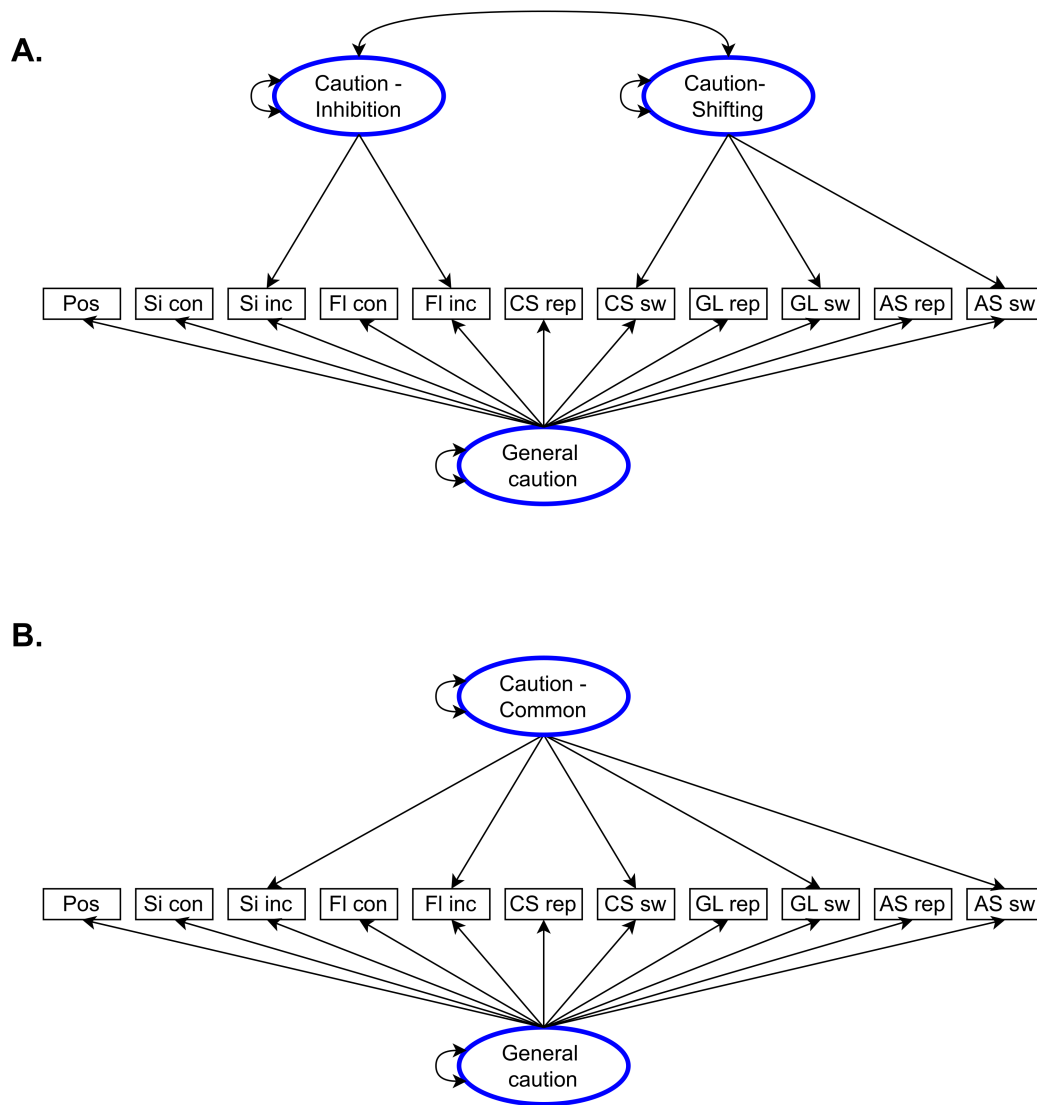 A.
Caution -
Inhibition
Caution-
Shifting
Pos Si con Si inc Fl con Fl inc CS rep CS sw GL rep GL sw AS rep AS sw
General
caution
B.
Caution -
Common
Pos Si con Si inc Fl con Fl inc CS rep CS sw GL rep GL sw AS rep AS sw
General
caution